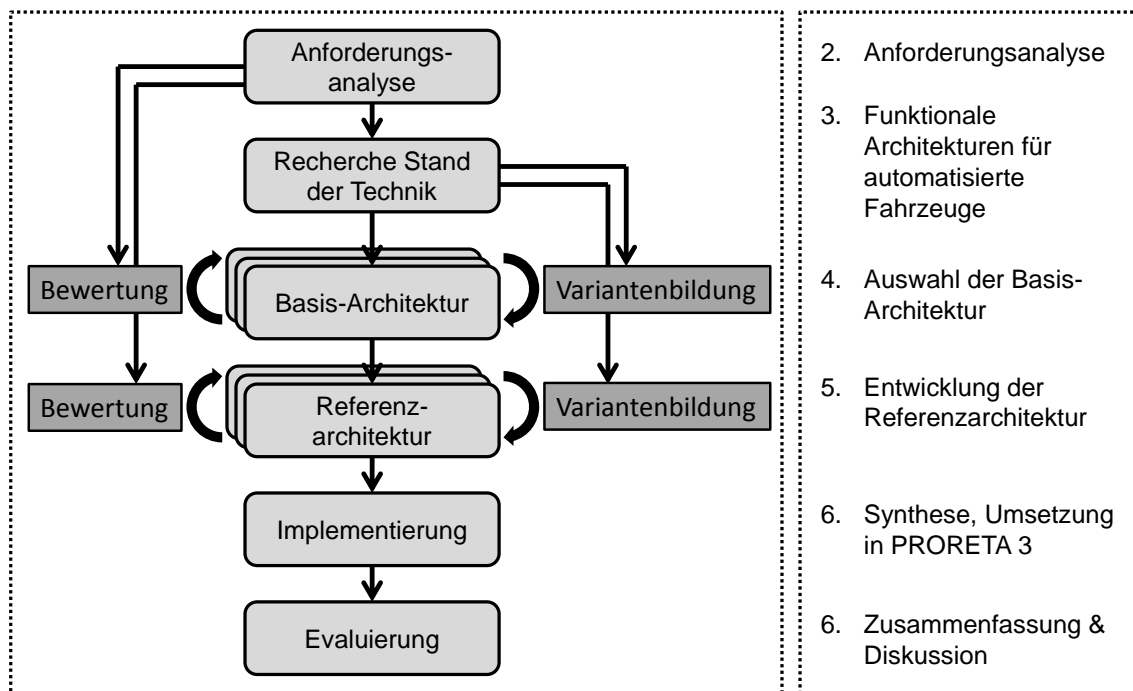 Anforderungs-
analyse
Recherche Stand
der Technik
Bewertung
Basis-Architektur
Variantenbildung
Bewertung
Referenz-
architektur
Variantenbildung
Implementierung
Evaluierung
2. Anforderungsanalyse
3. Funktionale
Architekturen für
automatisierte
Fahrzeuge
4. Auswahl der Basis-
Architektur
5. Entwicklung der
Referenzarchitektur
6. Synthese, Umsetzung
in PRORETA 3
6. Zusammenfassung &
Diskussion